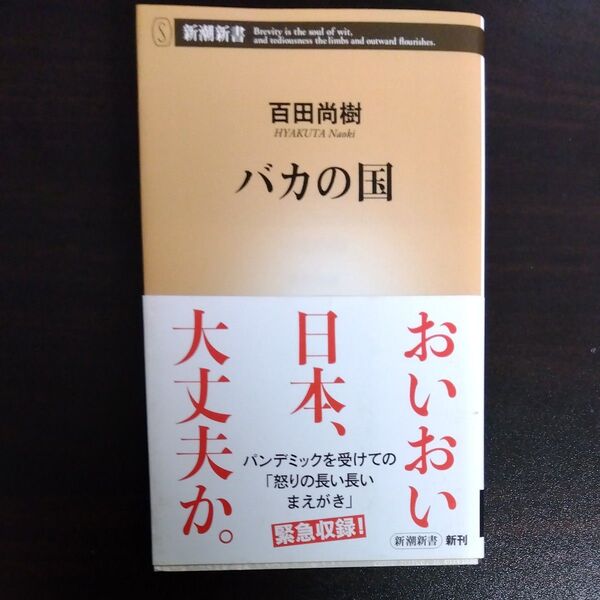 S 新潮新書 Brevity is the soul of wit,
and tediousness the limbs and outward flourishes.
百田尚樹
HYAKUTA Naoki
バカの国
おいおい
日本、
大丈夫か。
パンデミックを受けての
「怒りの長い長い
まえがき」
緊急収録!
新潮新書 新刊